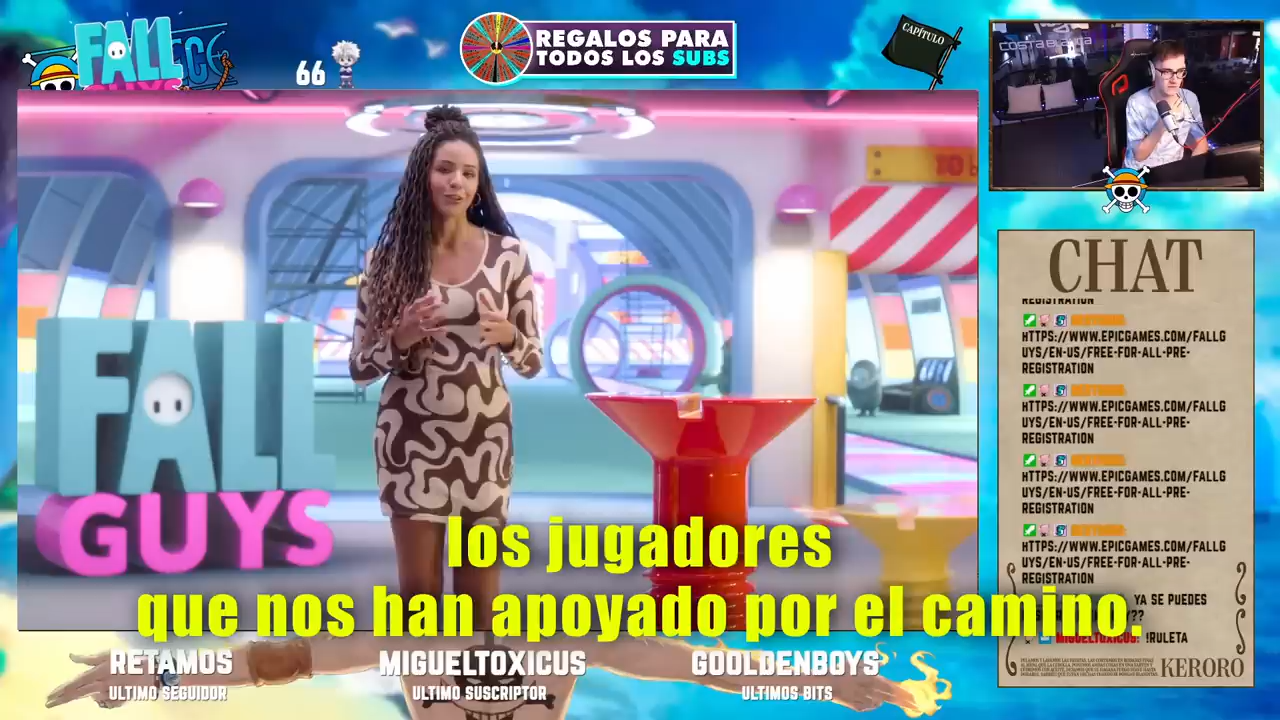 FALL
GUYS
ECE
66
REGALOS PARA
TODOS LOS SUBS
CAPÍTULO
COSTA BLANCA
10
FALL
GUYS
los jugadores
que nos han apoyado por el camino.
CHAT
REGISTRATION
HTTPS://WWW.EPICGAMES.COM/FALLG
UYS/EN-US/FREE-FOR-ALL-PRE-
REGISTRATION
HTTPS://WWW.EPICGAMES.COM/FALLG
UYS/EN-US/FREE-FOR-ALL-PRE-
REGISTRATION
HTTPS://WWW.EPICGAMES.COM/FALLG
UYS/EN-US/FREE-FOR-ALL-PRE-
REGISTRATION
HTTPS://WWW.EPICGAMES.COM/FALLG
UYS/EN-US/FREE-FOR-ALL-PRE-
REGISTRATION
YA SE PUEDES
Y??
MIGUELTOXICUS: !RULETA
KERORO
RETAMOS
ULTIMO SEGUIDOR
MIGUELTOXICUS
ULTIMO SUSCRIPTOR
GOOLDENBOYS
ULTIMOS BITS